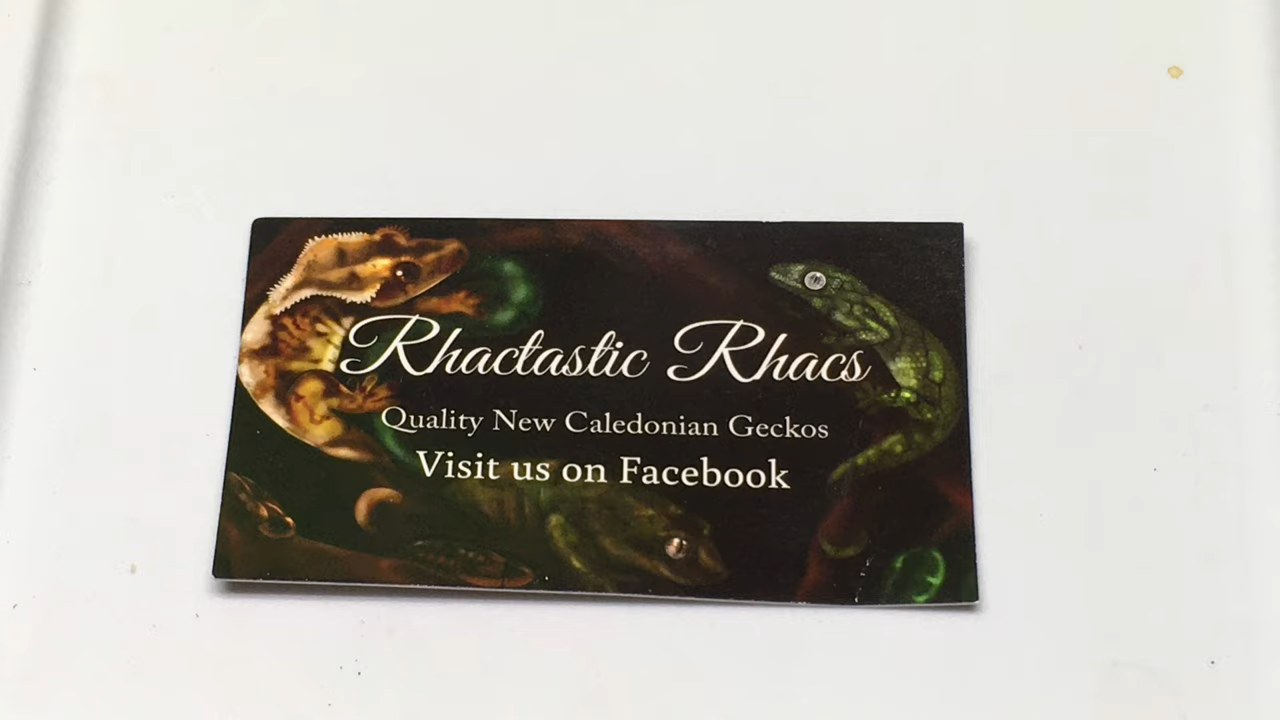 Rhactastic Rhacs
Quality New Caledonian Geckos
Visit us on Facebook